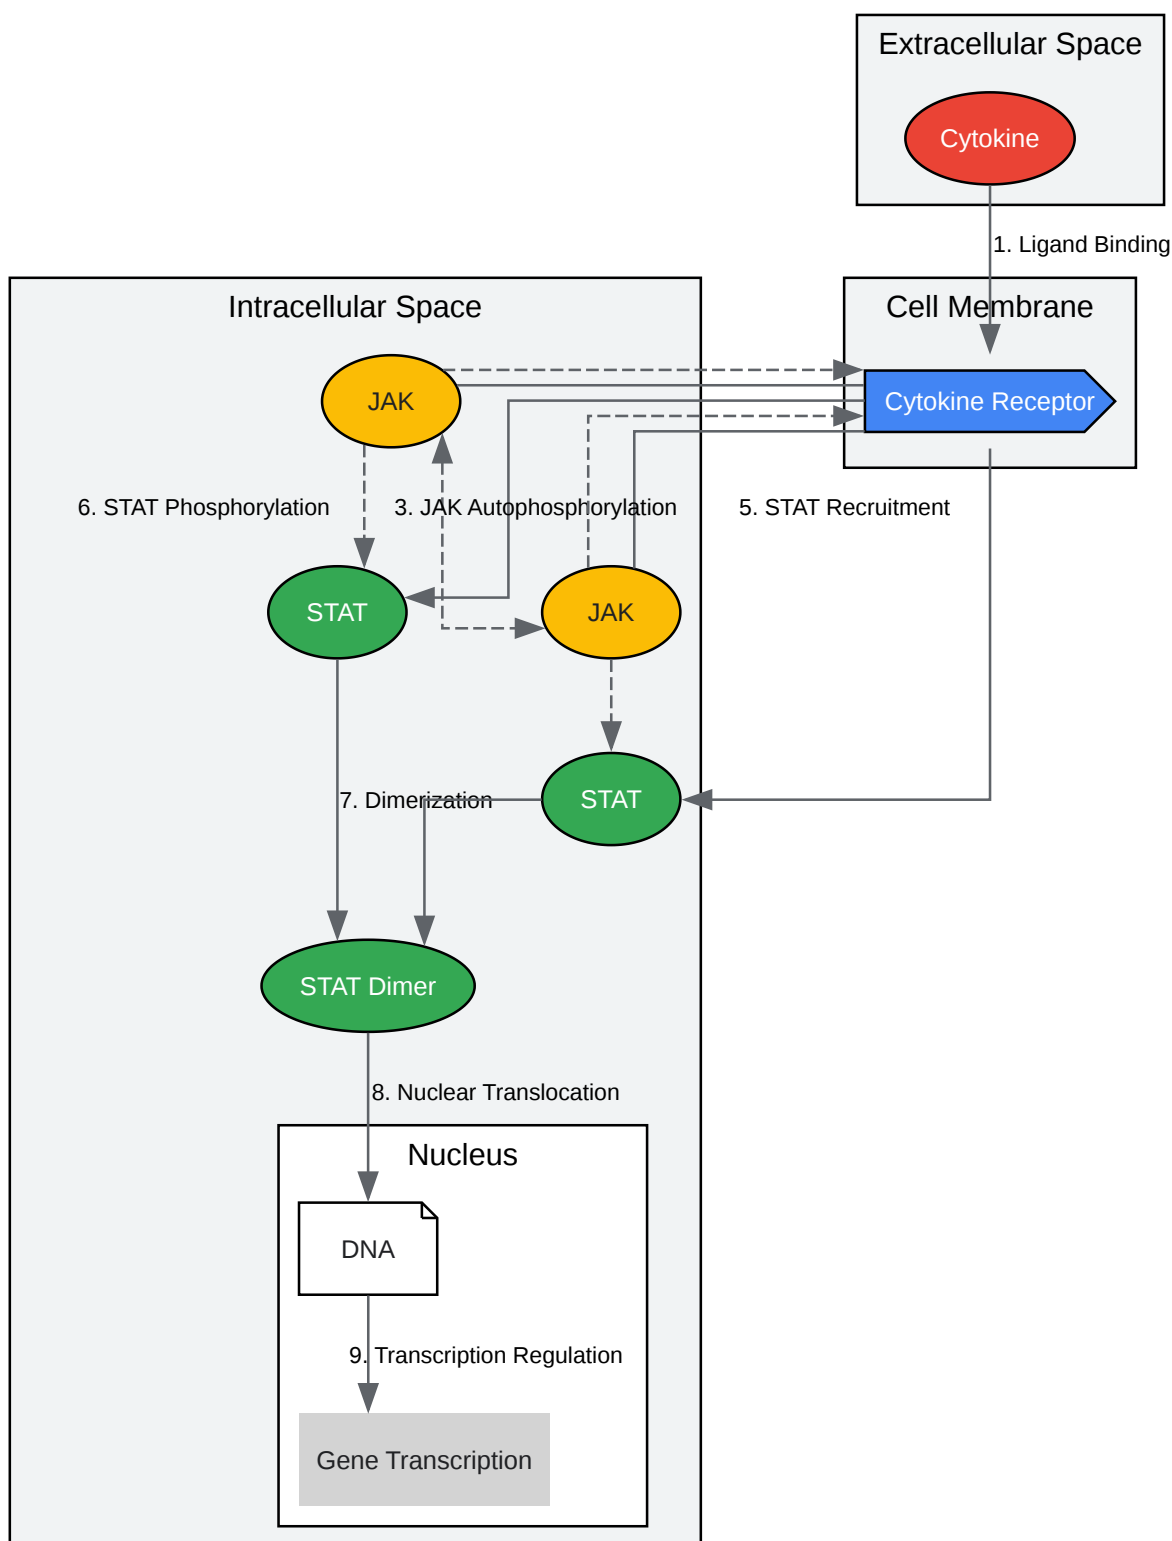 Extracellular Space
Cytokine
1. Ligand Binding
Intracellular Space
Cell Membrane
JAK
Cytokine Receptor
6. STAT Phosphorylation
3. JAK Autophosphorylation
5. STAT Recruitment
STAT
JAK
7. Dimerization
STAT
STAT Dimer
8. Nuclear Translocation
Nucleus
DNA
9. Transcription Regulation
Gene Transcription